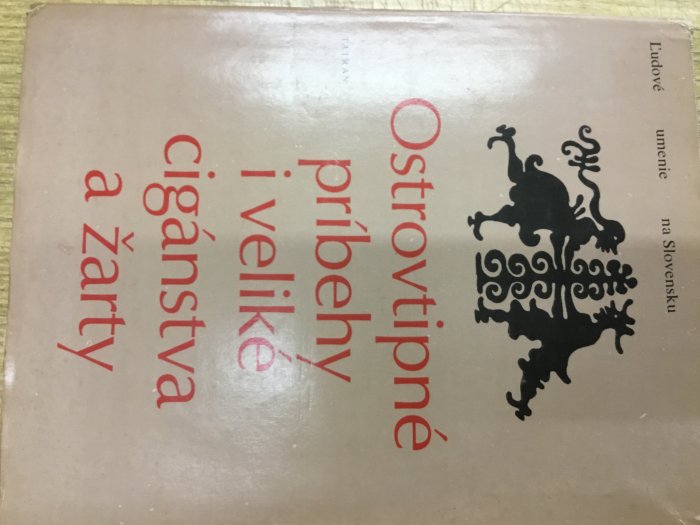 Ľudové umenie na Slovensku
Ostrovtipné
príbehy
i veliké
cigánstva
a žarty
TATRAN